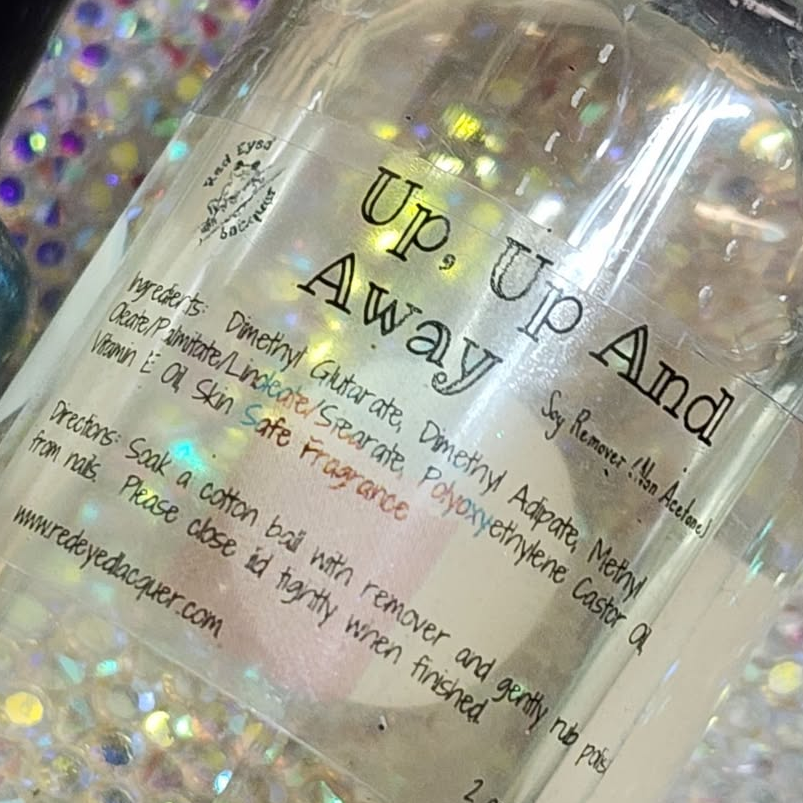 Red Eyed
Lacquer
Up, Up And
Away
Soy Remover (Non Acetone)
Ingredients: Dimethyl Glutarate, Dimethyl Adipate, Methyl
Oleate/Palmitate/Linoleate/Stearate, Polyoxyethylene Castor Oil,
Vitamin E Oil, Skin Safe Fragrance
Directions: Soak a cotton ball with remover and gently rub polis
from nails. Please close lid tightly when finished.
www.redeyedlacquer.com
2